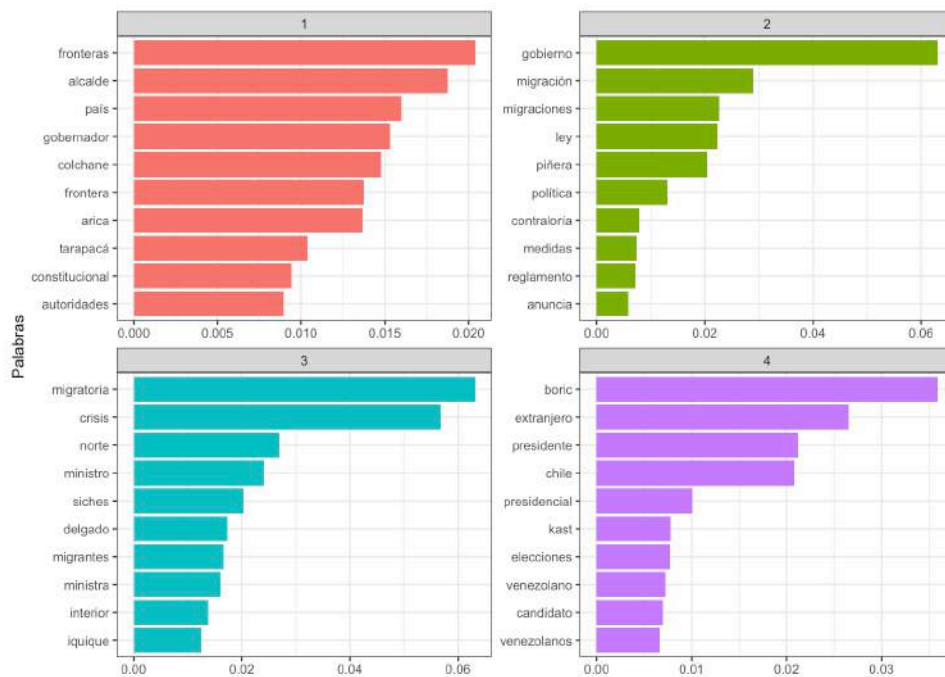 1
fronteras
alcalde
país
gobernador
colchane
frontera
arica
tarapacá
constitucional
autoridades
0.000 0.005 0.010 0.015 0.020
2
gobierno
migración
migraciones
ley
piñera
política
contraloría
medidas
reglamento
anuncia
0.00 0.02 0.04 0.06
Palabras
3
migratoria
crisis
norte
ministro
siches
delgado
migrantes
ministra
interior
iquique
0.00 0.02 0.04 0.06
4
boric
extranjero
presidente
chile
presidencial
kast
elecciones
venezolano
candidato
venezolanos
0.00 0.01 0.02 0.03